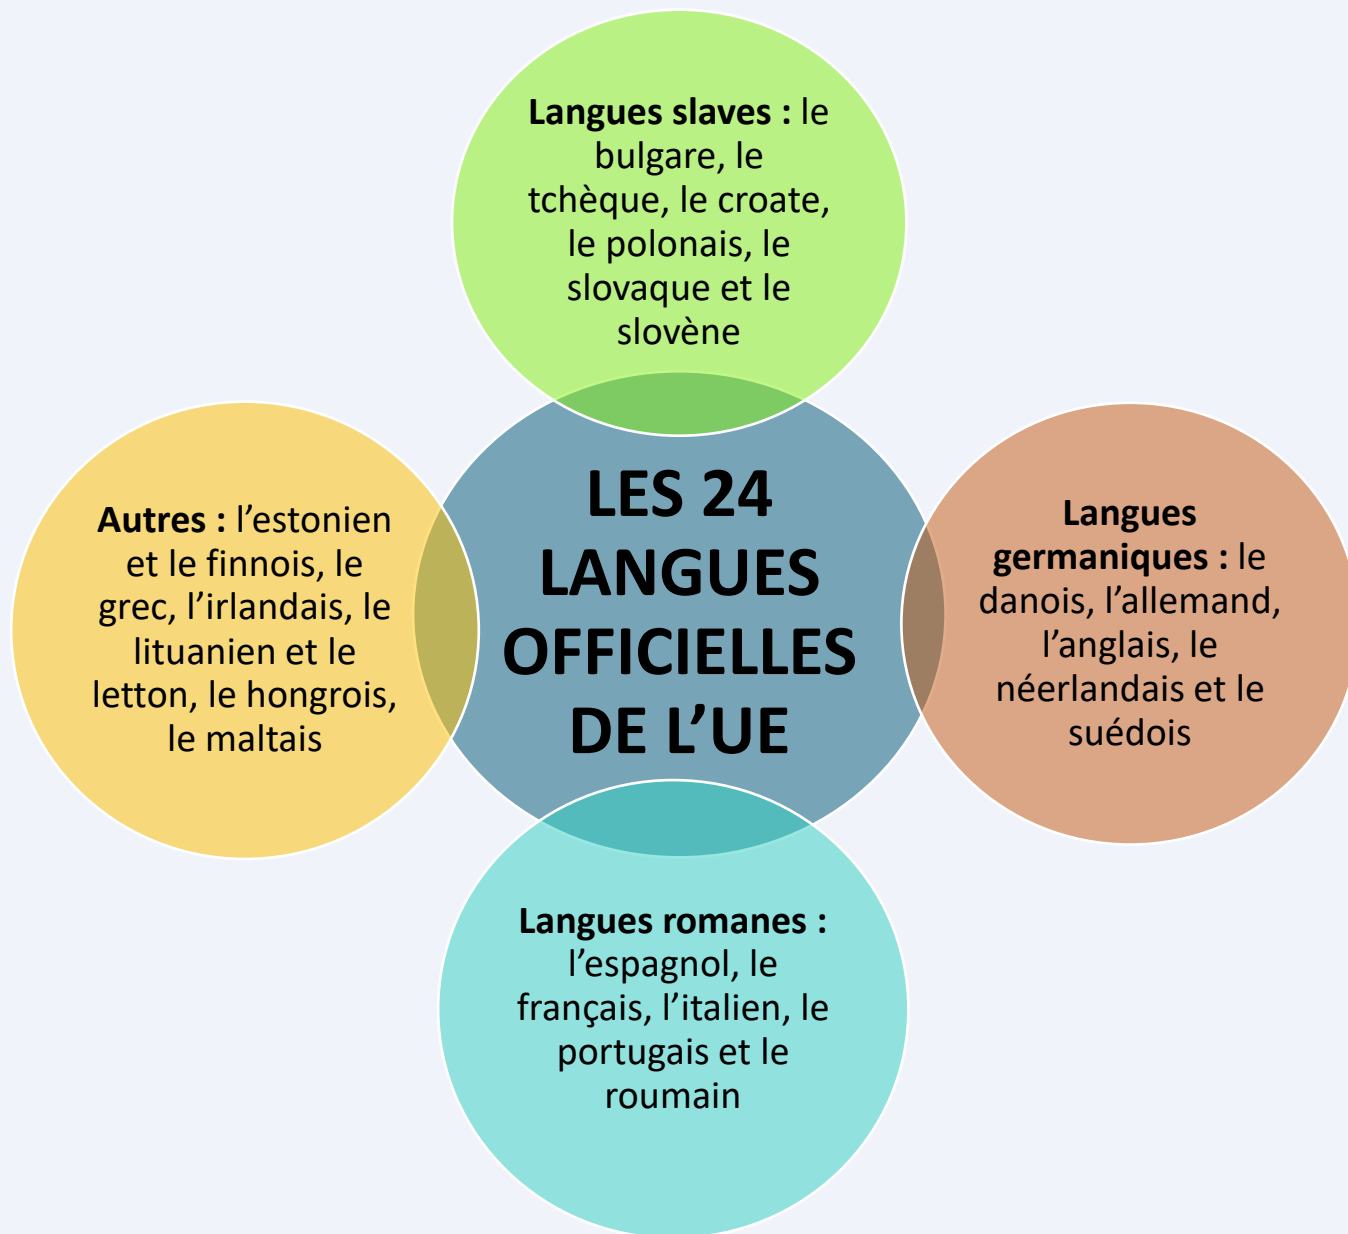 Langues slaves : le
bulgare, le
tchèque, le croate,
le polonais, le
slovaque et le
slovène
LES 24
LANGUES
OFFICIELLES
DE L’UE
Autres : l’estonien
et le finnois, le
grec, l’irlandais, le
lituanien et le
letton, le hongrois,
le maltais
Langues
germaniques : le
danois, l’allemand,
l’anglais, le
néerlandais et le
suédois
Langues romanes :
l’espagnol, le
français, l’italien, le
portugais et le
roumain